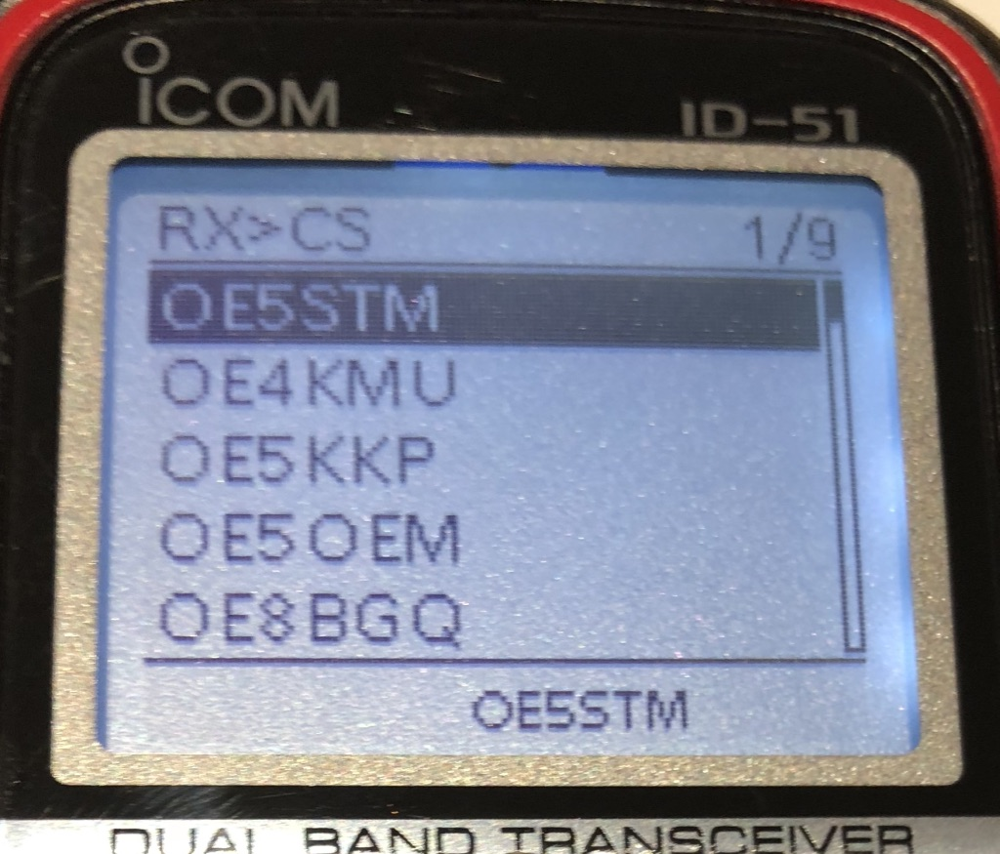 ICOM
ID-51
RX>CS 1/9
OE5STM
OE4KMU
OE5KKP
OE5OEM
OE8BGQ
OE5STM
DUAL BAND TRANSCEIVER